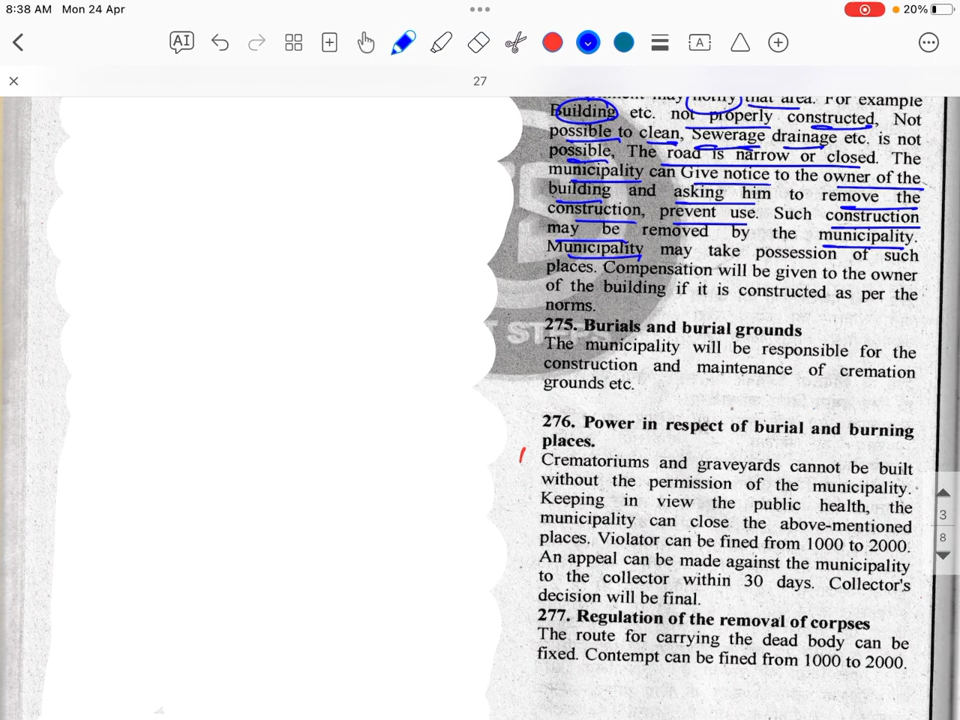 8:38 AM Mon 24 Apr
20%
AI
A
27
may notify that area. For example
Building etc. not properly constructed, Not
possible to clean, Sewerage drainage etc. is not
possible, The road is narrow or closed. The
municipality can Give notice to the owner of the
building and asking him to remove the
construction, prevent use. Such construction
may be removed by the municipality.
Municipality may take possession of such
places. Compensation will be given to the owner
of the building if it is constructed as per the
norms.
275. Burials and burial grounds
The municipality will be responsible for the
construction and maintenance of cremation
grounds etc.
276. Power in respect of burial and burning
places.
Crematoriums and graveyards cannot be built
without the permission of the municipality.
Keeping in view the public health, the
municipality can close the above-mentioned
places. Violator can be fined from 1000 to 2000.
An appeal can be made against the municipality
to the collector within 30 days. Collector's
decision will be final.
277. Regulation of the removal of corpses
The route for carrying the dead body can be
fixed. Contempt can be fined from 1000 to 2000.
3
8